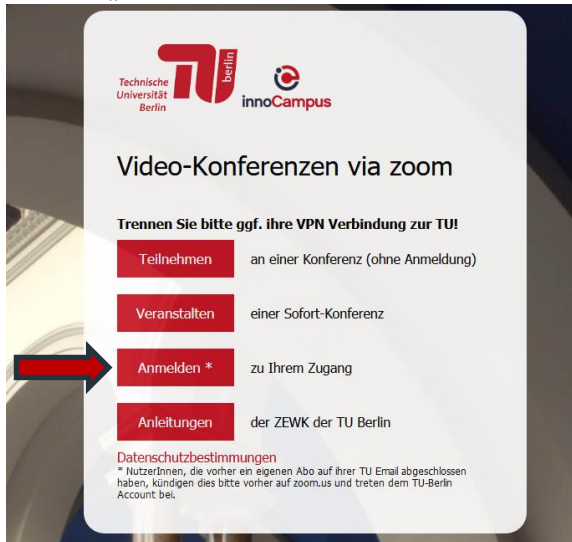 Technische
Universität
Berlin
berlin
innoCampus
Video-Konferenzen via zoom
Trennen Sie bitte ggf. ihre VPN Verbindung zur TU!
Teilnehmen an einer Konferenz (ohne Anmeldung)
Veranstalten einer Sofort-Konferenz
Anmelden * zu Ihrem Zugang
Anleitungen der ZEWK der TU Berlin
Datenschutzbestimmungen
* NutzerInnen, die vorher ein eigenen Abo auf ihrer TU Email abgeschlossen
haben, kündigen dies bitte vorher auf zoom.us und treten dem TU-Berlin
Account bei.